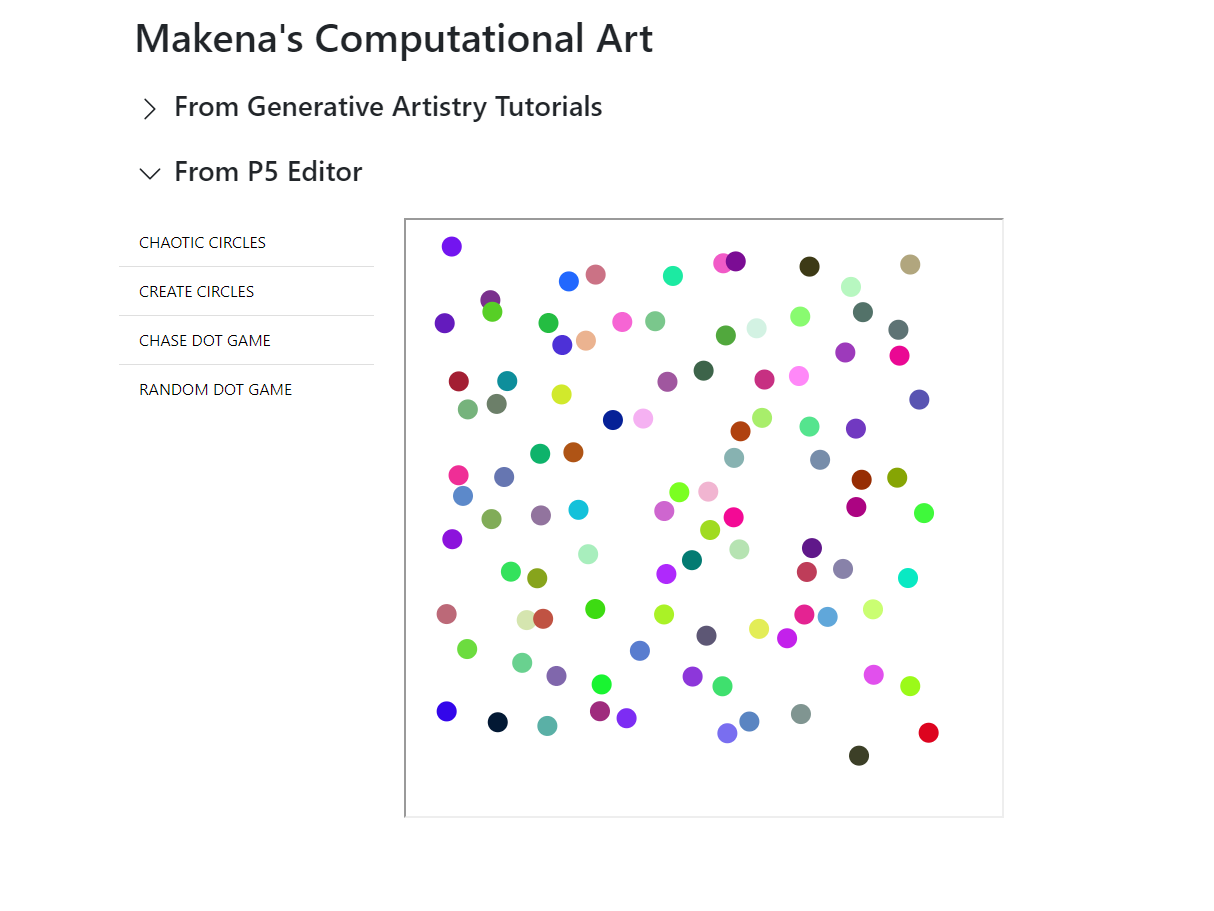 Makena's Computational Art
From Generative Artistry Tutorials
From P5 Editor
CHAOTIC CIRCLES
CREATE CIRCLES
CHASE DOT GAME
RANDOM DOT GAME